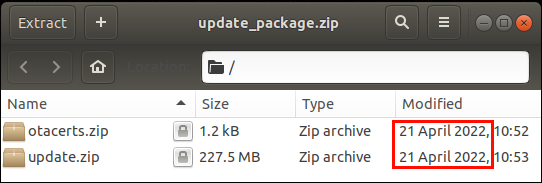 Extract + update_package.zip
Location: /
Name Size Type Modified
otacerts.zip 1.2 kB Zip archive 21 April 2022, 10:52
update.zip 227.5 MB Zip archive 21 April 2022, 10:53